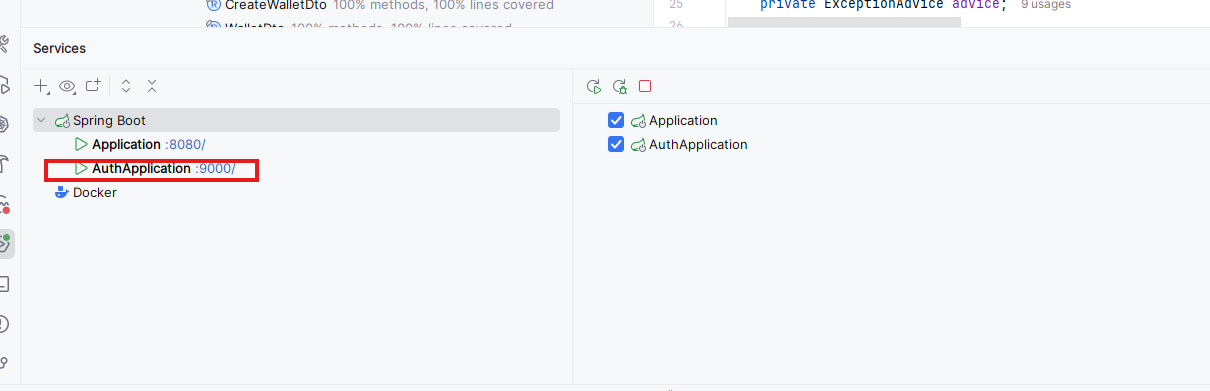 CreateWalletDto 100% methods, 100% lines covered
WalletDto 100% methods, 100% lines covered
25 private ExceptionAdvice advice; 9 usages
26
Services
Spring Boot
Application :8080/
AuthApplication :9000/
Docker
Application
AuthApplication